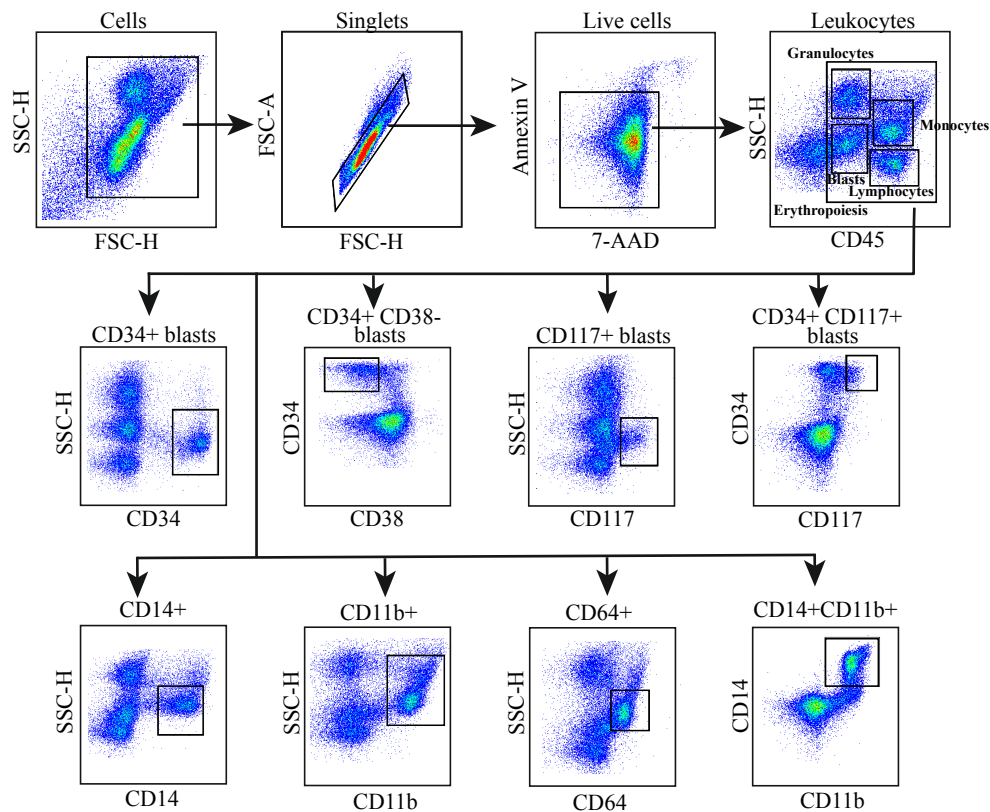 Cells
Singlets
Live cells
Leukocytes
SSC-H
FSC-H
FSC-A
FSC-H
Annexin V
7-AAD
SSC-H
Granulocytes
Monocytes
Blasts
Lymphocytes
Erythropoiesis
CD45
CD34+ blasts
SSC-H
CD34
CD34+ CD38-
blasts
CD34
CD38
CD117+ blasts
SSC-H
CD117
CD34+ CD117+
blasts
CD34
CD117
CD14+
SSC-H
CD14
CD11b+
SSC-H
CD11b
CD64+
SSC-H
CD64
CD14+CD11b+
CD14
CD11b